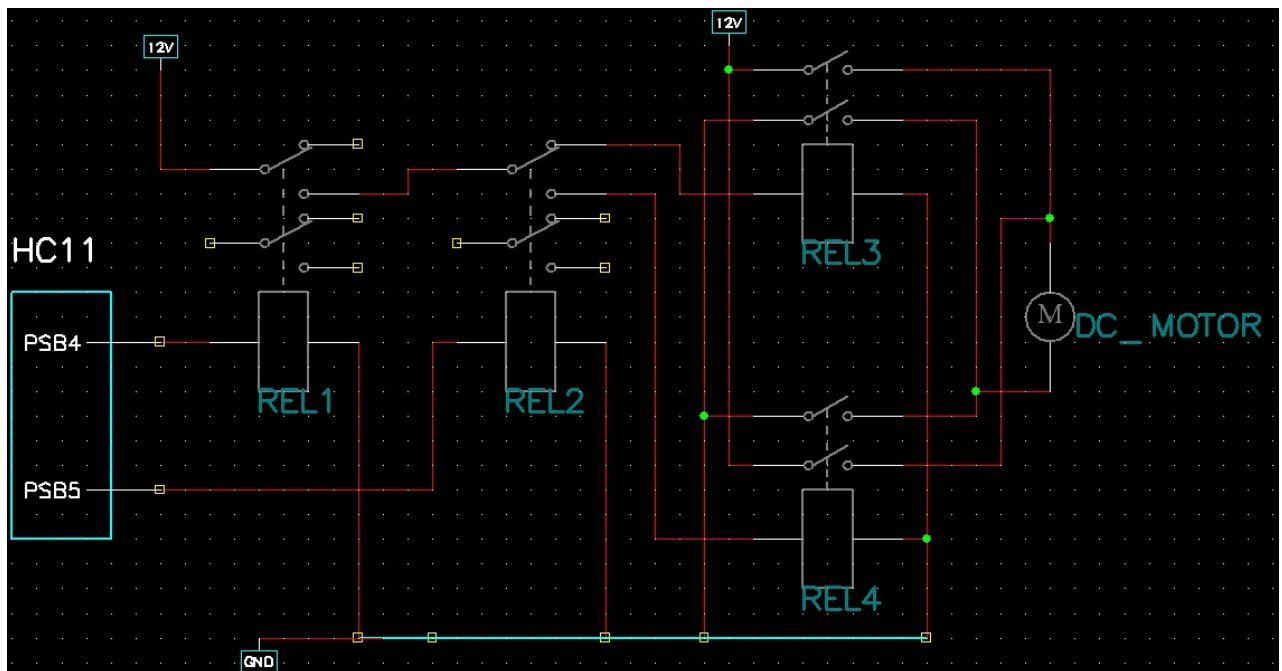 12V
12V
HC11
PSB4
PSB5
REL1
REL2
REL3
M
DC_MOTOR
REL4
GND